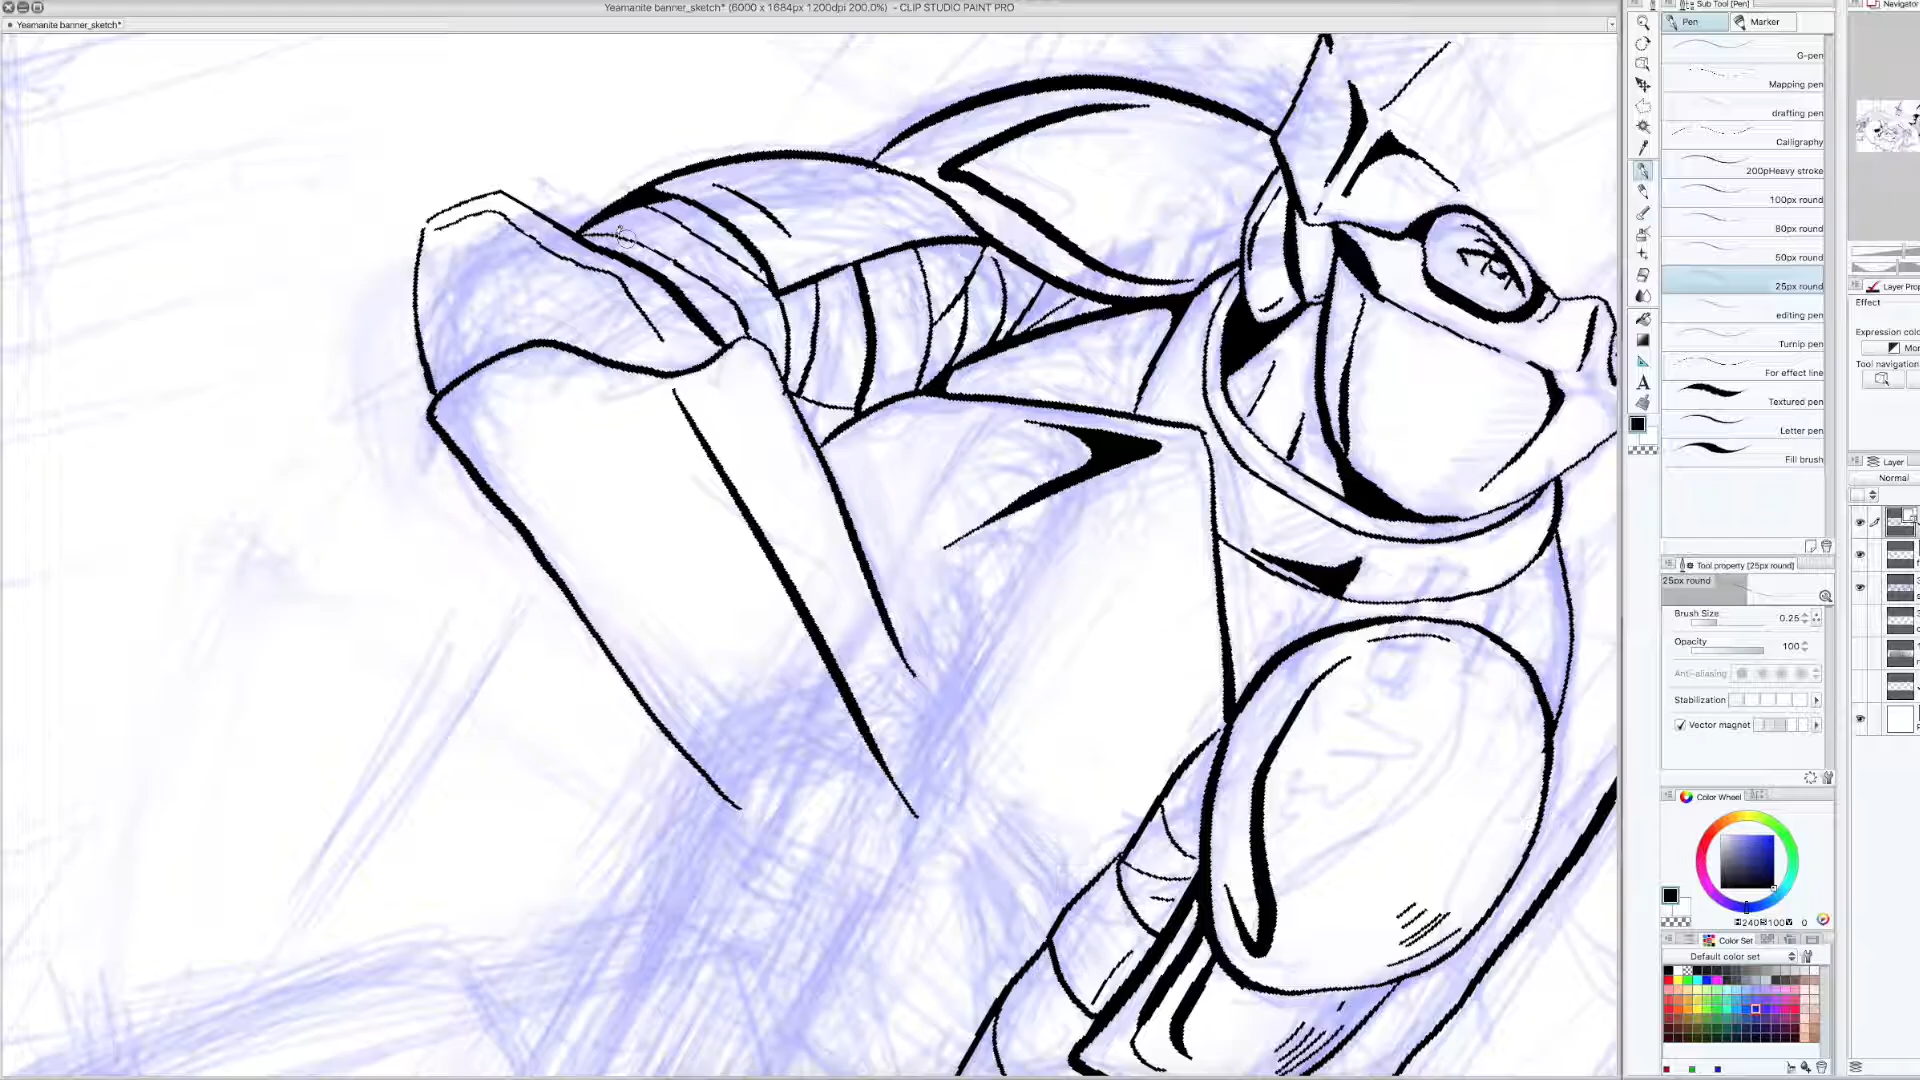 Yeamanite banner_sketch* (6000 x 1684px 1200dpi 200.0%) - CLIP STUDIO PAINT PRO
Yeamanite banner_sketch*
Sub Tool [Pen]
Pen
Marker
G-pen
Mapping pen
drafting pen
Calligraphy
200pHeavy stroke
100px round
80px round
50px round
25px round
editing pen
Turnip pen
For effect line
Textured pen
Letter pen
Fill brush
Tool property [25px round]
25px round
Brush Size
0.25
Opacity
100
Anti-aliasing
Stabilization
Vector magnet
Color Wheel
240
100
0
Color Set
Default color set
Navigator
Layer Prop
Effect
Expression colo
Mor
Tool navigation
Layer
Normal